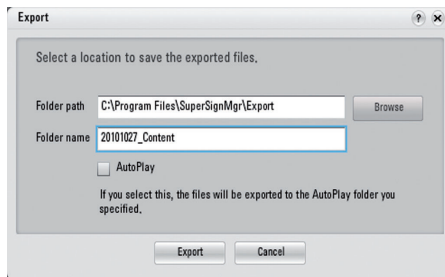 Export
? x
Select a location to save the exported files.
Folder path C:\Program Files\SuperSignMgr\Export Browse
Folder name 20101027_Content
AutoPlay
If you select this, the files will be exported to the AutoPlay folder you
specified.
Export Cancel